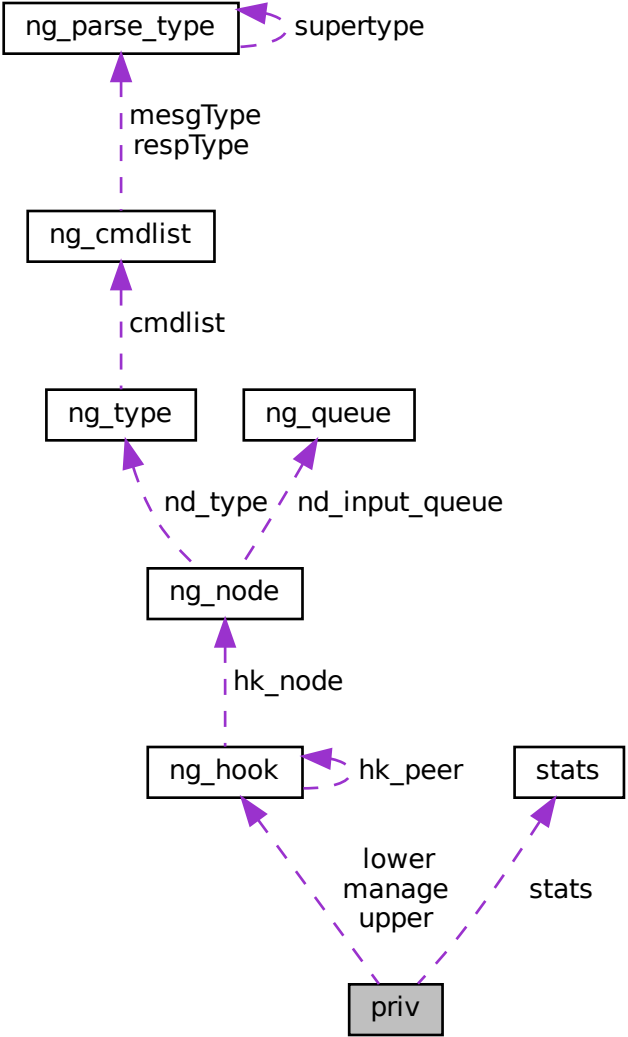 ng_parse_type
supertype
mesgType
respType
ng_cmdlist
cmdlist
ng_type
ng_queue
nd_type
nd_input_queue
ng_node
hk_node
ng_hook
hk_peer
stats
lower
manage
upper
stats
priv